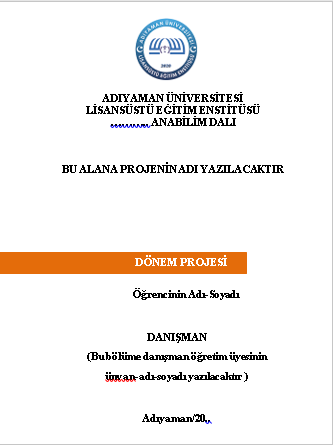 ADIYAMAN ÜNİVERSİTESİ
LİSANSÜSTÜ EĞİTİM ENSTİTÜSÜ
2020
ADIYAMAN ÜNİVERSİTESİ
LİSANSÜSTÜ EĞİTİM ENSTİTÜSÜ
............ANABİLİM DALI
BU ALANA PROJENİN ADI YAZILACAKTIR
DÖNEM PROJESİ
Öğrencinin Adı- Soyadı
DANIŞMAN
(Bu bölüme danışman öğretim üyesinin
ünvan- adı-soyadı yazılacaktır )
Adıyaman/20..